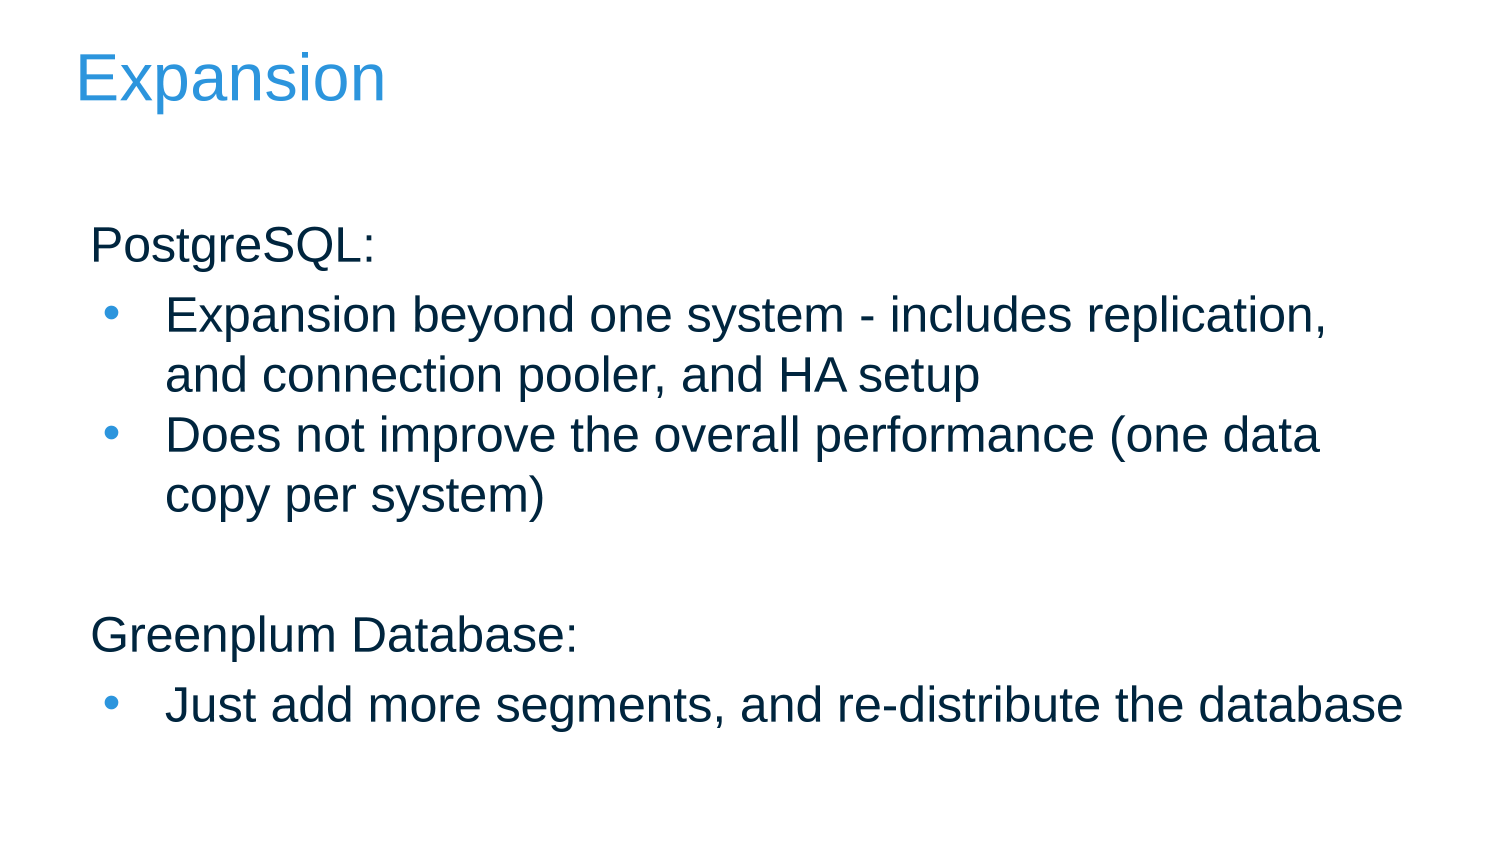 Expansion
PostgreSQL:
• Expansion beyond one system - includes replication,
and connection pooler, and HA setup
• Does not improve the overall performance (one data
copy per system)
Greenplum Database:
• Just add more segments, and re-distribute the database